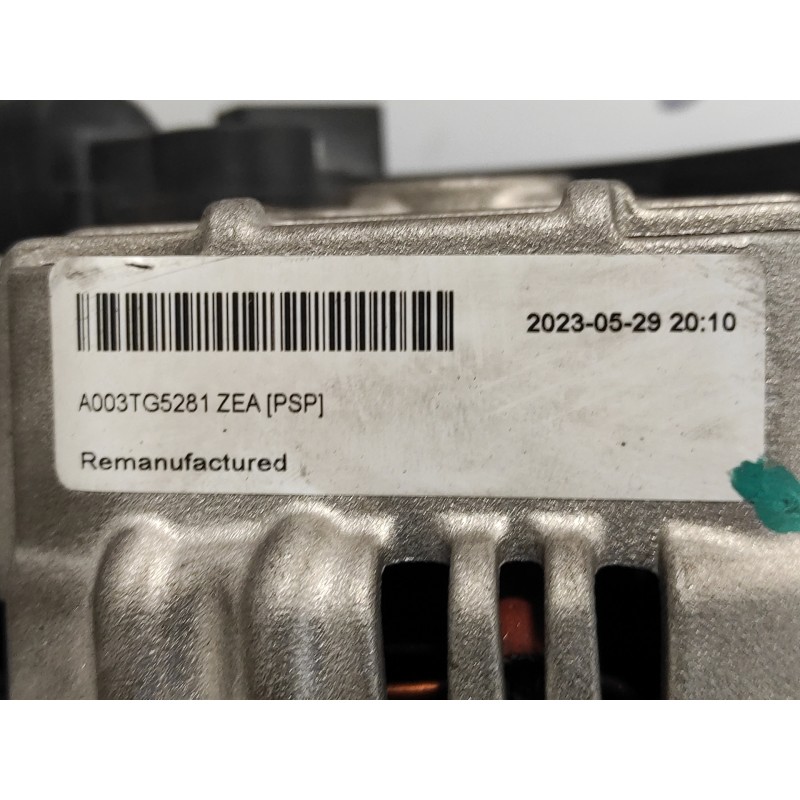 2023-05-29 20:10
A003TG5281 ZEA [PSP]
Remanufactured